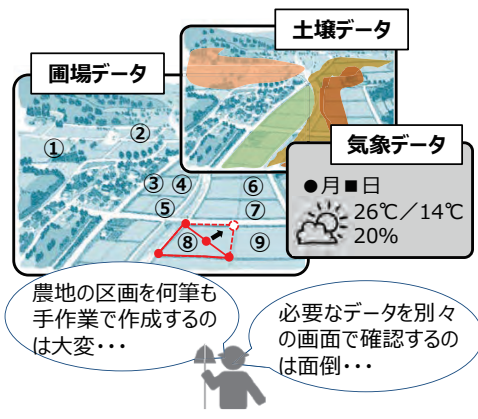 土壌データ
圃場データ
気象データ
●月■日
26℃／14℃
20%
①
②
③
④
⑤
⑥
⑦
⑧
⑨
農地の区画を何筆も
手作業で作成するの
は大変・・・
必要なデータを別々
の画面で確認するの
は面倒・・・